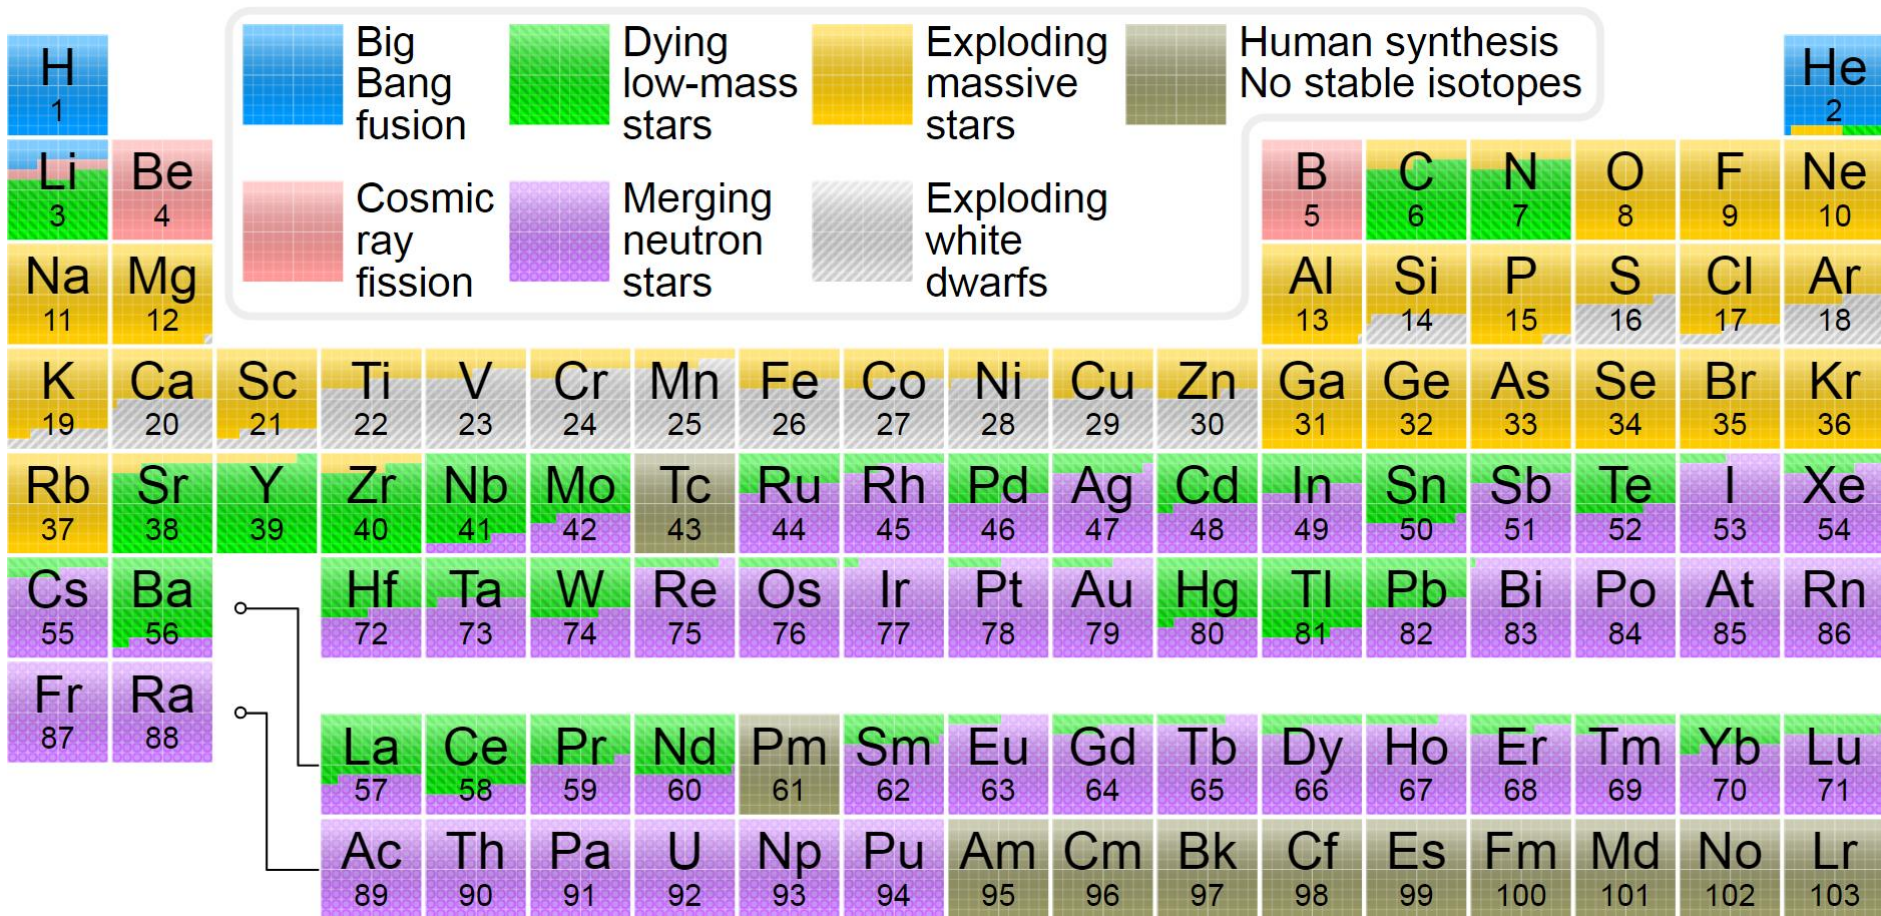 Big
Bang
fusion
Dying
low-mass
stars
Exploding
massive
stars
Human synthesis
No stable isotopes
Cosmic
ray
fission
Merging
neutron
stars
Exploding
white
dwarfs
H He
1 2
Li Be B C N O F Ne
3 4 5 6 7 8 9 10
Na Mg Al Si P S Cl Ar
11 12 13 14 15 16 17 18
K Ca Sc Ti V Cr Mn Fe Co Ni Cu Zn Ga Ge As Se Br Kr
19 20 21 22 23 24 25 26 27 28 29 30 31 32 33 34 35 36
Rb Sr Y Zr Nb Mo Tc Ru Rh Pd Ag Cd In Sn Sb Te I Xe
37 38 39 40 41 42 43 44 45 46 47 48 49 50 51 52 53 54
Cs Ba Hf Ta W Re Os Ir Pt Au Hg Tl Pb Bi Po At Rn
55 56 72 73 74 75 76 77 78 79 80 81 82 83 84 85 86
Fr Ra
87 88
La Ce Pr Nd Pm Sm Eu Gd Tb Dy Ho Er Tm Yb Lu
57 58 59 60 61 62 63 64 65 66 67 68 69 70 71
Ac Th Pa U Np Pu Am Cm Bk Cf Es Fm Md No Lr
89 90 91 92 93 94 95 96 97 98 99 100 101 102 103